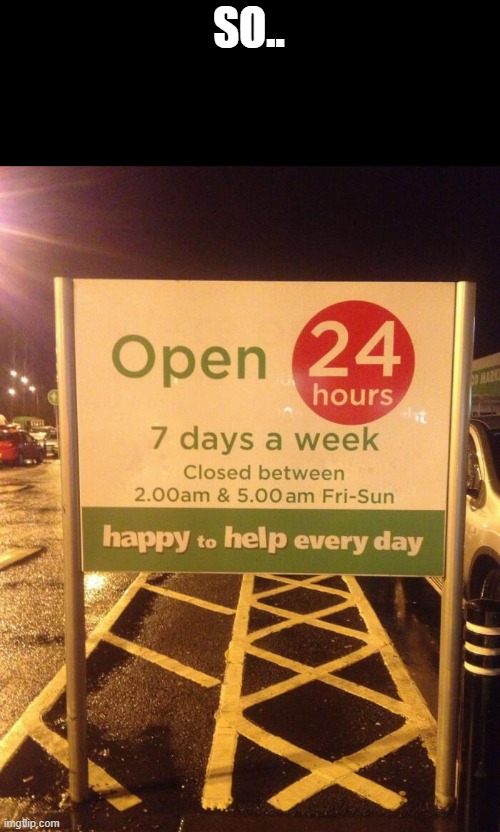 SO..
Open 24
hours
7 days a week
Closed between
2.00am & 5.00am Fri-Sun
happy to help every day
imgflip.com